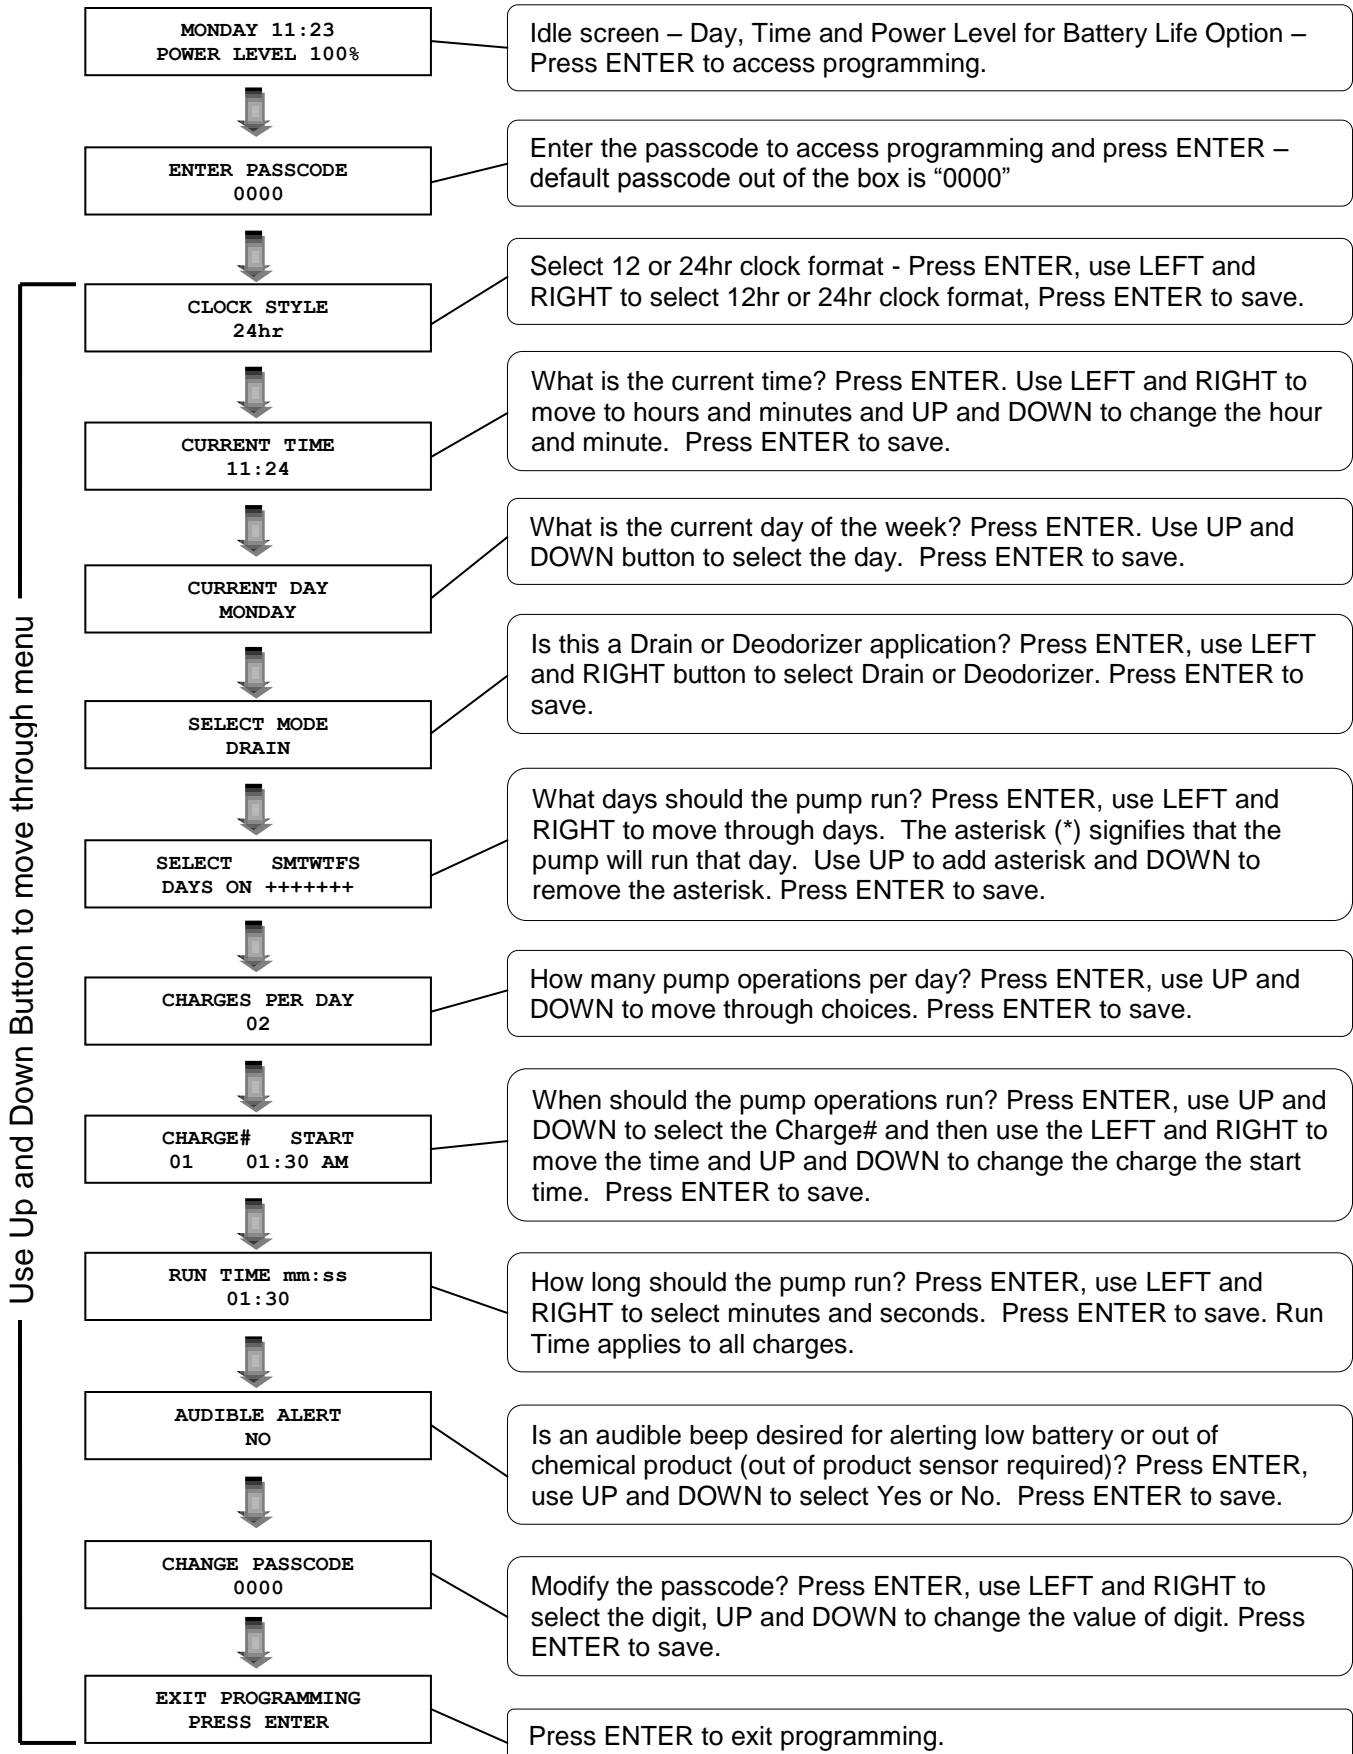 MONDAY 11:23
POWER LEVEL 100%
Idle screen – Day, Time and Power Level for Battery Life Option –
Press ENTER to access programming.
ENTER PASSCODE
0000
Enter the passcode to access programming and press ENTER –
default passcode out of the box is “0000”
Use Up and Down Button to move through menu
CLOCK STYLE
24hr
Select 12 or 24hr clock format - Press ENTER, use LEFT and
RIGHT to select 12hr or 24hr clock format, Press ENTER to save.
CURRENT TIME
11:24
What is the current time? Press ENTER. Use LEFT and RIGHT to
move to hours and minutes and UP and DOWN to change the hour
and minute.  Press ENTER to save.
CURRENT DAY
MONDAY
What is the current day of the week? Press ENTER. Use UP and
DOWN button to select the day.  Press ENTER to save.
SELECT MODE
DRAIN
Is this a Drain or Deodorizer application? Press ENTER, use LEFT
and RIGHT button to select Drain or Deodorizer. Press ENTER to
save.
SELECT   SMTWTFS
DAYS ON +++++++
What days should the pump run? Press ENTER, use LEFT and
RIGHT to move through days.  The asterisk (*) signifies that the
pump will run that day.  Use UP to add asterisk and DOWN to
remove the asterisk. Press ENTER to save.
CHARGES PER DAY
02
How many pump operations per day? Press ENTER, use UP and
DOWN to move through choices. Press ENTER to save.
CHARGE#   START
01    01:30 AM
When should the pump operations run? Press ENTER, use UP and
DOWN to select the Charge# and then use the LEFT and RIGHT to
move the time and UP and DOWN to change the charge the start
time.  Press ENTER to save.
RUN TIME mm:ss
01:30
How long should the pump run? Press ENTER, use LEFT and
RIGHT to select minutes and seconds.  Press ENTER to save. Run
Time applies to all charges.
AUDIBLE ALERT
NO
Is an audible beep desired for alerting low battery or out of
chemical product (out of product sensor required)? Press ENTER,
use UP and DOWN to select Yes or No.  Press ENTER to save.
CHANGE PASSCODE
0000
Modify the passcode? Press ENTER, use LEFT and RIGHT to
select the digit, UP and DOWN to change the value of digit. Press
ENTER to save.
EXIT PROGRAMMING
PRESS ENTER
Press ENTER to exit programming.